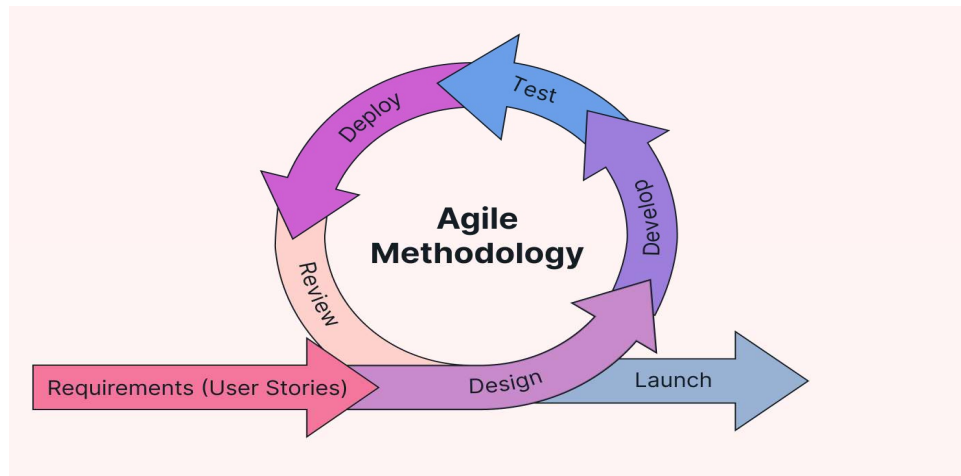 Test
Deploy
Develop
Agile
Methodology
Review
Requirements (User Stories)
Design
Launch